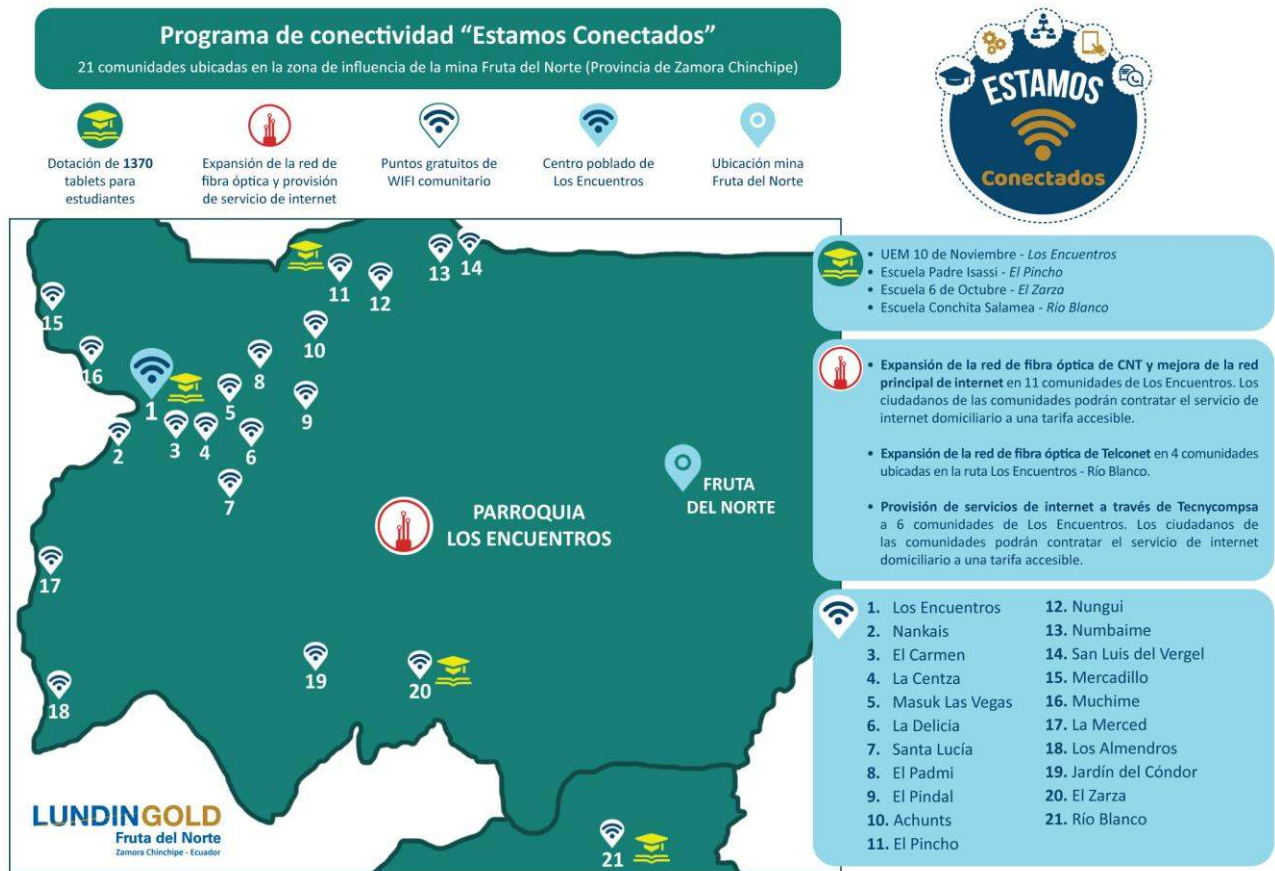 Programa de conectividad “Estamos Conectados”
21 comunidades ubicadas en la zona de influencia de la mina Fruta del Norte (Provincia de Zamora Chinchipe)
Dotación de 1370
tablets para
estudiantes
Expansión de la red de
fibra óptica y provisión
de servicio de internet
Puntos gratuitos de
WIFI comunitario
Centro poblado de
Los Encuentros
Ubicación mina
Fruta del Norte
ESTAMOS
Conectados
13
14
11
12
15
10
16
8
5
1
9
2
3
4
6
7
FRUTA
DEL NORTE
PARROQUIA
LOS ENCUENTROS
17
19
20
18
21
LUNDINGOLD
Fruta del Norte
Zamora Chinchipe - Ecuador
• UEM 10 de Noviembre - Los Encuentros
• Escuela Padre Isassi - El Pincho
• Escuela 6 de Octubre - El Zarza
• Escuela Conchita Salamea - Río Blanco
• Expansión de la red de fibra óptica de CNT y mejora de la red
principal de internet en 11 comunidades de Los Encuentros. Los
ciudadanos de las comunidades podrán contratar el servicio de
internet domiciliario a una tarifa accesible.
• Expansión de la red de fibra óptica de Telconet en 4 comunidades
ubicadas en la ruta Los Encuentros - Río Blanco.
• Provisión de servicios de internet a través de Tecnycompsa
a 6 comunidades de Los Encuentros. Los ciudadanos de
las comunidades podrán contratar el servicio de internet
domiciliario a una tarifa accesible.
1. Los Encuentros
2. Nankais
3. El Carmen
4. La Centza
5. Masuk Las Vegas
6. La Delicia
7. Santa Lucía
8. El Padmi
9. El Pindal
10. Achunts
11. El Pincho
12. Nungui
13. Numbaime
14. San Luis del Vergel
15. Mercadillo
16. Muchime
17. La Merced
18. Los Almendros
19. Jardín del Cóndor
20. El Zarza
21. Río Blanco